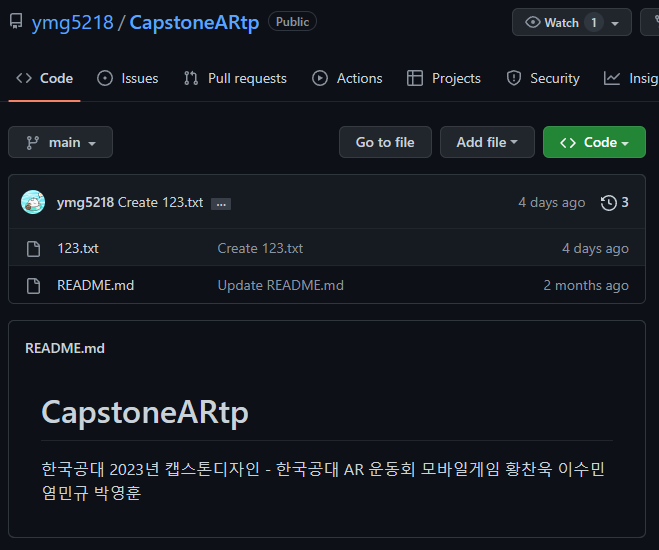 ymg5218 / CapstoneARtp Public Watch 1
Code Issues Pull requests Actions Projects Security Insig
main Go to file Add file Code
ymg5218 Create 123.txt ... 4 days ago 3
123.txt Create 123.txt 4 days ago
README.md Update README.md 2 months ago
README.md
CapstoneARtp
한국공대 2023년 캡스톤디자인 - 한국공대 AR 운동회 모바일게임 황찬욱 이수민
염민규 박영훈